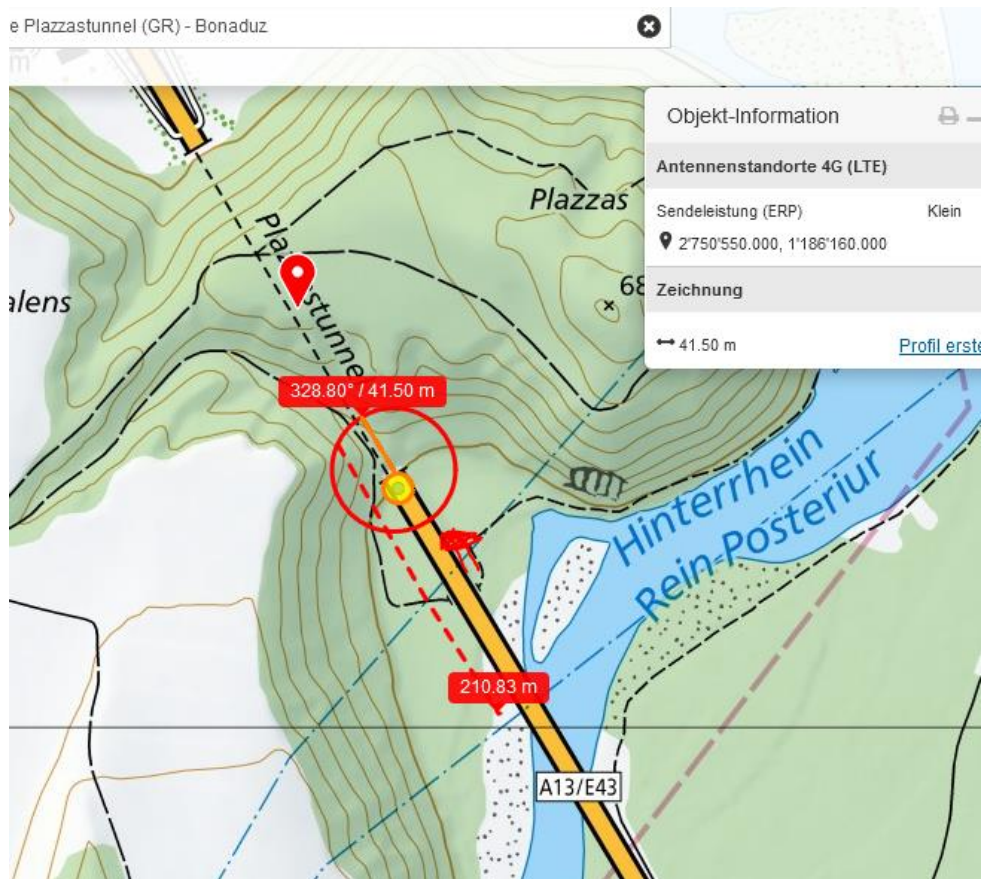 e Plazzastunnel (GR) - Bonaduz
Objekt-Information
Antennenstandorte 4G (LTE)
Sendeleistung (ERP) Klein
2'750'550.000, 1'186'160.000
Zeichnung
41.50 m Profil erste
Plazzas
68
alens
328.80° / 41.50 m
Hinterrhein
Rein Posteriur
210.83 m
A13/E43